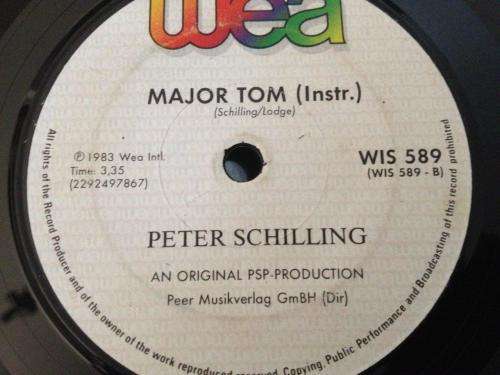 wea
MAJOR TOM (Instr.)
(Schilling/Lodge)
℗ 1983 Wea Intl.
Time: 3,35
(2292497867)
WIS 589
(WIS 589 - B)
PETER SCHILLING
AN ORIGINAL PSP-PRODUCTION
Peer Musikverlag GmBH (Dir)
All rights of the Record Producer and of the owner of the work reproduced reserved. Copying, Public Performance and Broadcasting of this record prohibited